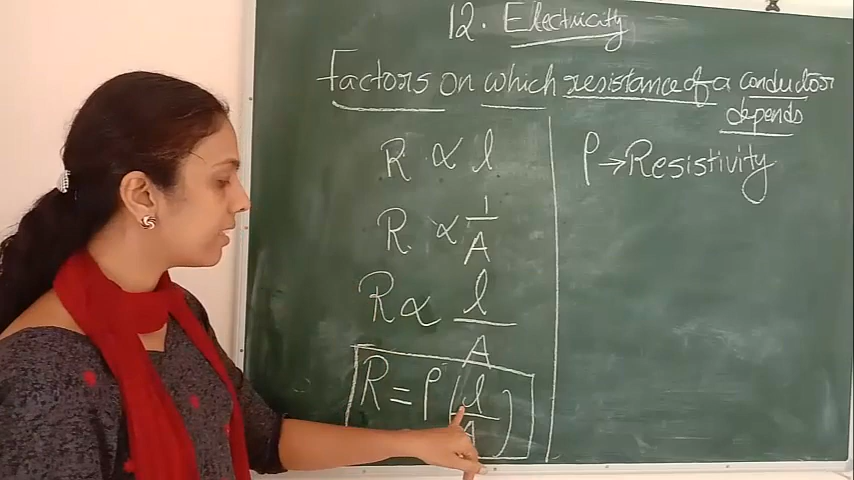 12. Electricity
Factors on which resistance of a conductor
depends
R ∝ l
R ∝ 1/A
R ∝ l/A
R = ρ (l/A)
ρ → Resistivity